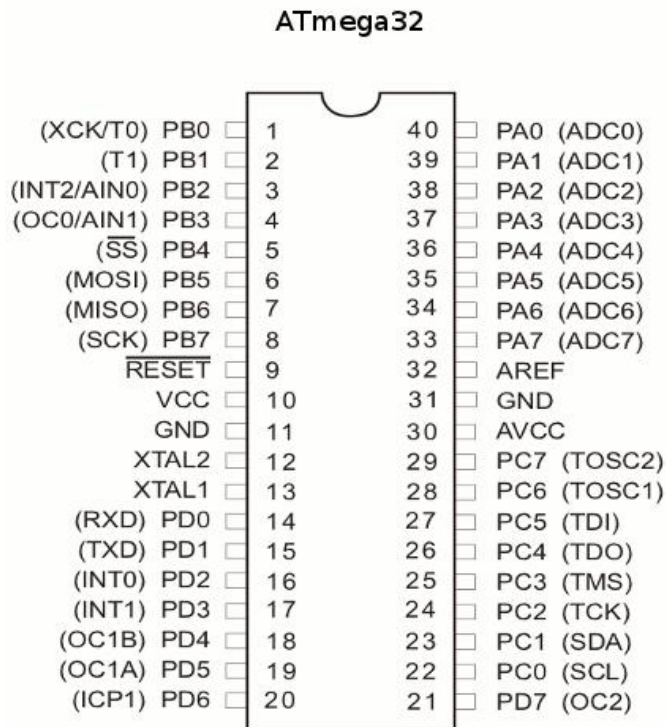 ATmega32
(XCK/T0) PB0 1 40 PA0 (ADC0)
(T1) PB1 2 39 PA1 (ADC1)
(INT2/AIN0) PB2 3 38 PA2 (ADC2)
(OC0/AIN1) PB3 4 37 PA3 (ADC3)
(S̅S̅) PB4 5 36 PA4 (ADC4)
(MOSI) PB5 6 35 PA5 (ADC5)
(MISO) PB6 7 34 PA6 (ADC6)
(SCK) PB7 8 33 PA7 (ADC7)
R̅E̅S̅E̅T̅ 9 32 AREF
VCC 10 31 GND
GND 11 30 AVCC
XTAL2 12 29 PC7 (TOSC2)
XTAL1 13 28 PC6 (TOSC1)
(RXD) PD0 14 27 PC5 (TDI)
(TXD) PD1 15 26 PC4 (TDO)
(INT0) PD2 16 25 PC3 (TMS)
(INT1) PD3 17 24 PC2 (TCK)
(OC1B) PD4 18 23 PC1 (SDA)
(OC1A) PD5 19 22 PC0 (SCL)
(ICP1) PD6 20 21 PD7 (OC2)